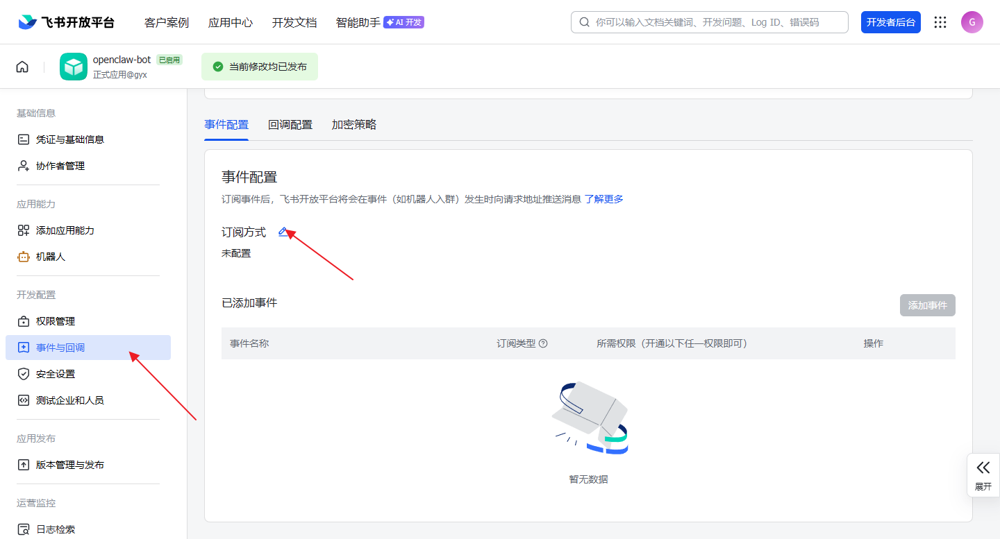 飞书开放平台
客户案例
应用中心
开发文档
智能助手 AI 开发
你可以输入文档关键词、开发问题、Log ID、错误码
开发者后台
G
openclaw-bot 已启用
正式应用@gyx
当前修改均已发布
基础信息
凭证与基础信息
协作者管理
应用能力
添加应用能力
机器人
开发配置
权限管理
事件与回调
安全设置
测试企业和人员
应用发布
版本管理与发布
运营监控
日志检索
事件配置 回调配置 加密策略
事件配置
订阅事件后，飞书开放平台将会在事件（如机器人入群）发生时向请求地址推送消息 了解更多
订阅方式
未配置
已添加事件
添加事件
事件名称 订阅类型 所需权限（开通以下任一权限即可） 操作
暂无数据
展开